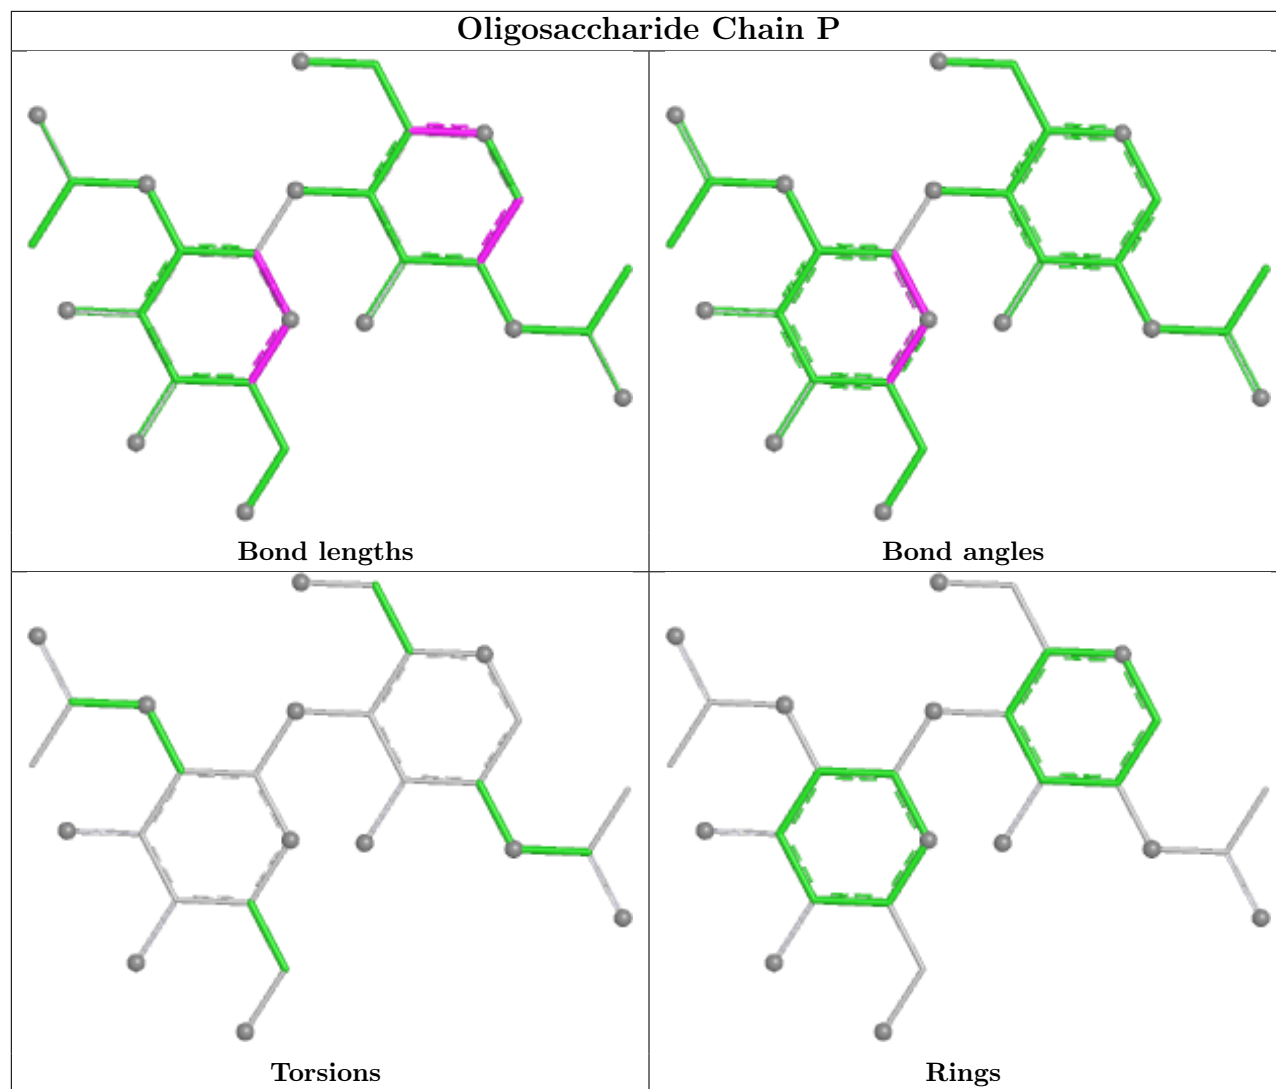 Oligosaccharide Chain P
Bond lengths
Bond angles
Torsions
Rings